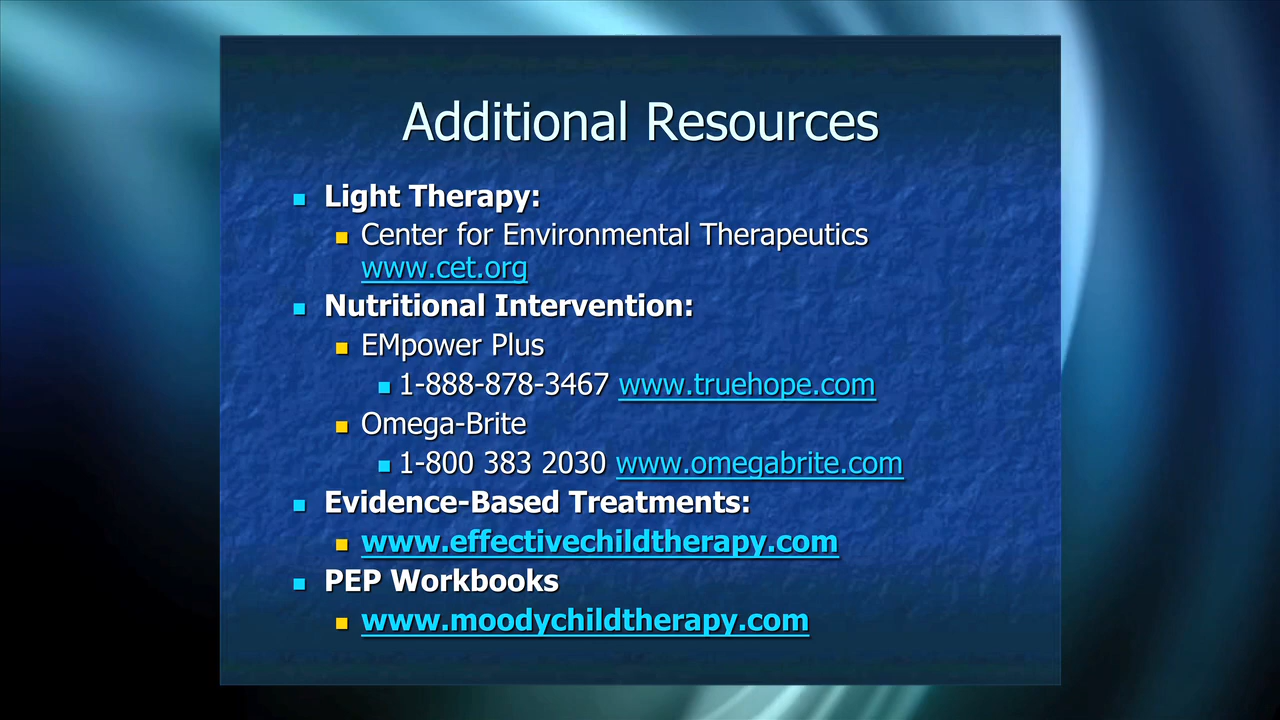 Additional Resources
Light Therapy:
Center for Environmental Therapeutics
www.cet.org
Nutritional Intervention:
EMpower Plus
1-888-878-3467 www.truehope.com
Omega-Brite
1-800 383 2030 www.omegabrite.com
Evidence-Based Treatments:
www.effectivechildtherapy.com
PEP Workbooks
www.moodychildtherapy.com